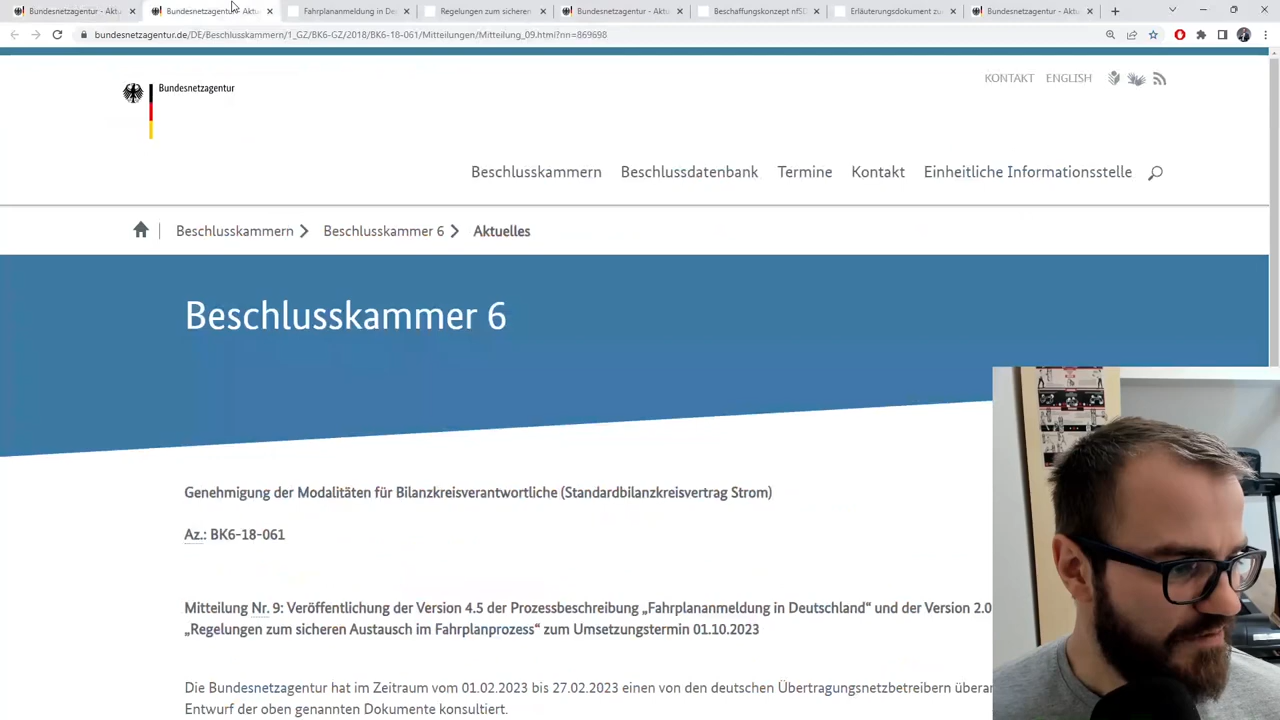 Bundesnetzagentur - Aktu
Bundesnetzagentur - Aktu
Fahrplananmeldung in De
Regelungen zum sicheren
Bundesnetzagentur - Aktu
Beschaffungskonzept nfSD
Erläuterungsdokument zu
Bundesnetzagentur - Aktu
bundesnetzagentur.de/DE/Beschlusskammern/1_GZ/BK6-GZ/2018/BK6-18-061/Mitteilungen/Mitteilung_09.html?nn=869698
Bundesnetzagentur
KONTAKT ENGLISH
Beschlusskammern Beschlussdatenbank Termine Kontakt Einheitliche Informationsstelle
Beschlusskammern Beschlusskammer 6 Aktuelles
Beschlusskammer 6
Genehmigung der Modalitäten für Bilanzkreisverantwortliche (Standardbilanzkreisvertrag Strom)
Az.: BK6-18-061
Mitteilung Nr. 9: Veröffentlichung der Version 4.5 der Prozessbeschreibung „Fahrplananmeldung in Deutschland“ und der Version 2.0
„Regelungen zum sicheren Austausch im Fahrplanprozess“ zum Umsetzungstermin 01.10.2023
Die Bundesnetzagentur hat im Zeitraum vom 01.02.2023 bis 27.02.2023 einen von den deutschen Übertragungsnetzbetreibern überar
Entwurf der oben genannten Dokumente konsultiert.